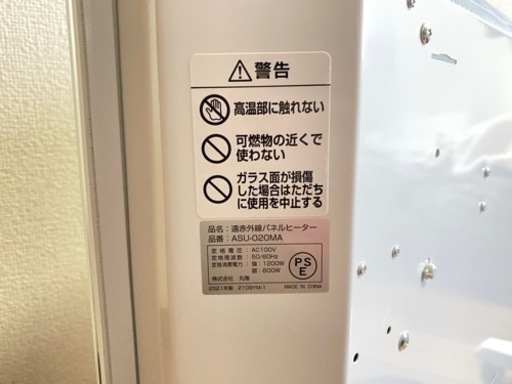 警告
高温部に触れない
可燃物の近くで
使わない
ガラス面が損傷
した場合はただち
に使用を中止する
品名：遠赤外線パネルヒーター
品番：ASU-020MA
定格電圧：AC100V
定格周波数：50/60Hz
定格消費電力：強：1200W
弱：600W
PS
E
株式会社 丸隆
2021年製 2109YM-1 MADE IN CHINA